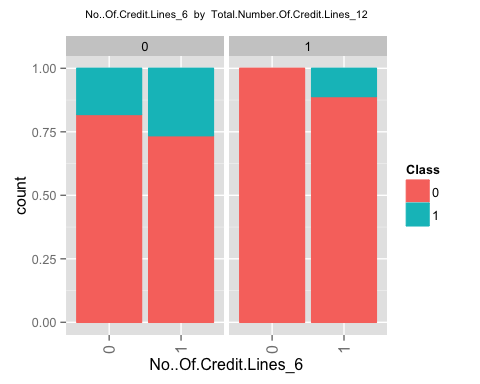 No..Of.Credit.Lines_6 by Total.Number.Of.Credit.Lines_12
0 1
1.00
0.75
0.50
0.25
0.00
count
0 1 0 1
No..Of.Credit.Lines_6
Class
0
1